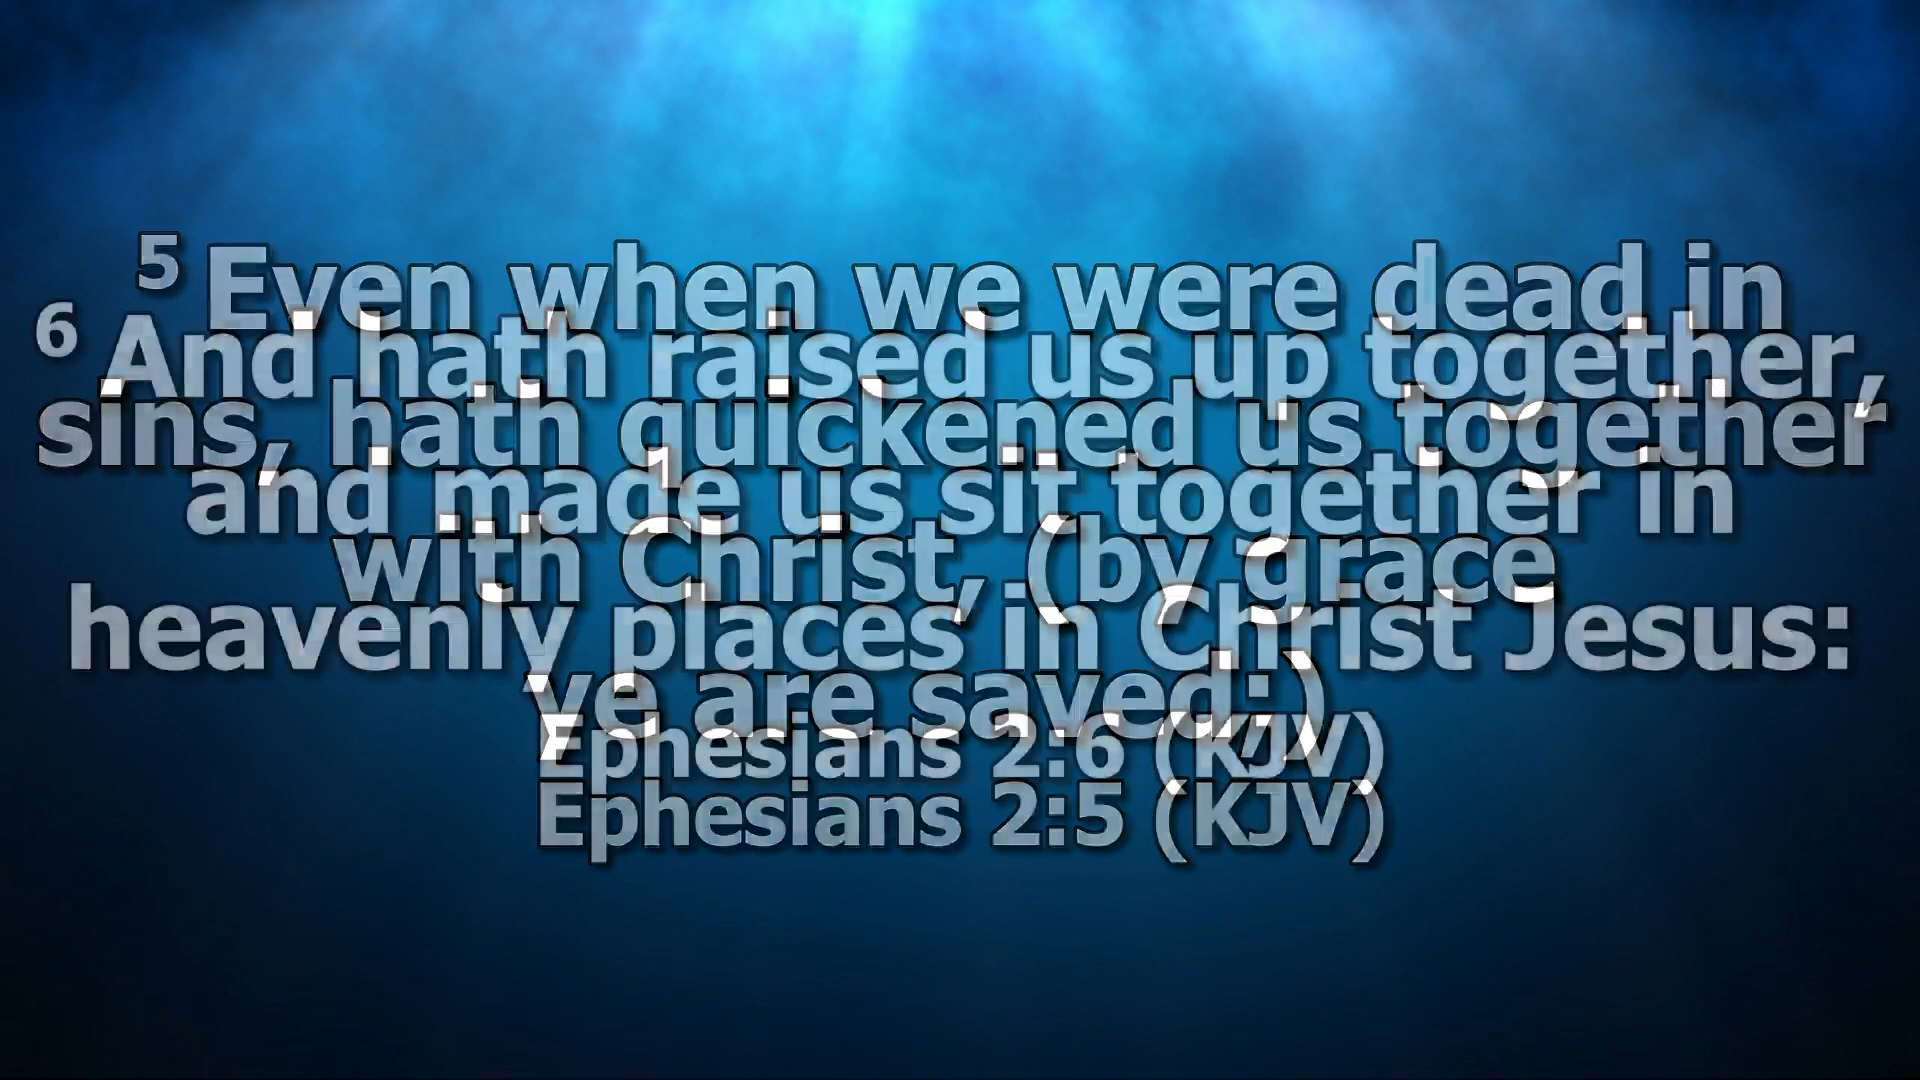 5 Even when we were dead in
sins, hath quickened us together
with Christ, (by grace
ye are saved;)
Ephesians 2:5 (KJV)
6 And hath raised us up together,
and made us sit together in
heavenly places in Christ Jesus:
Ephesians 2:6 (KJV)